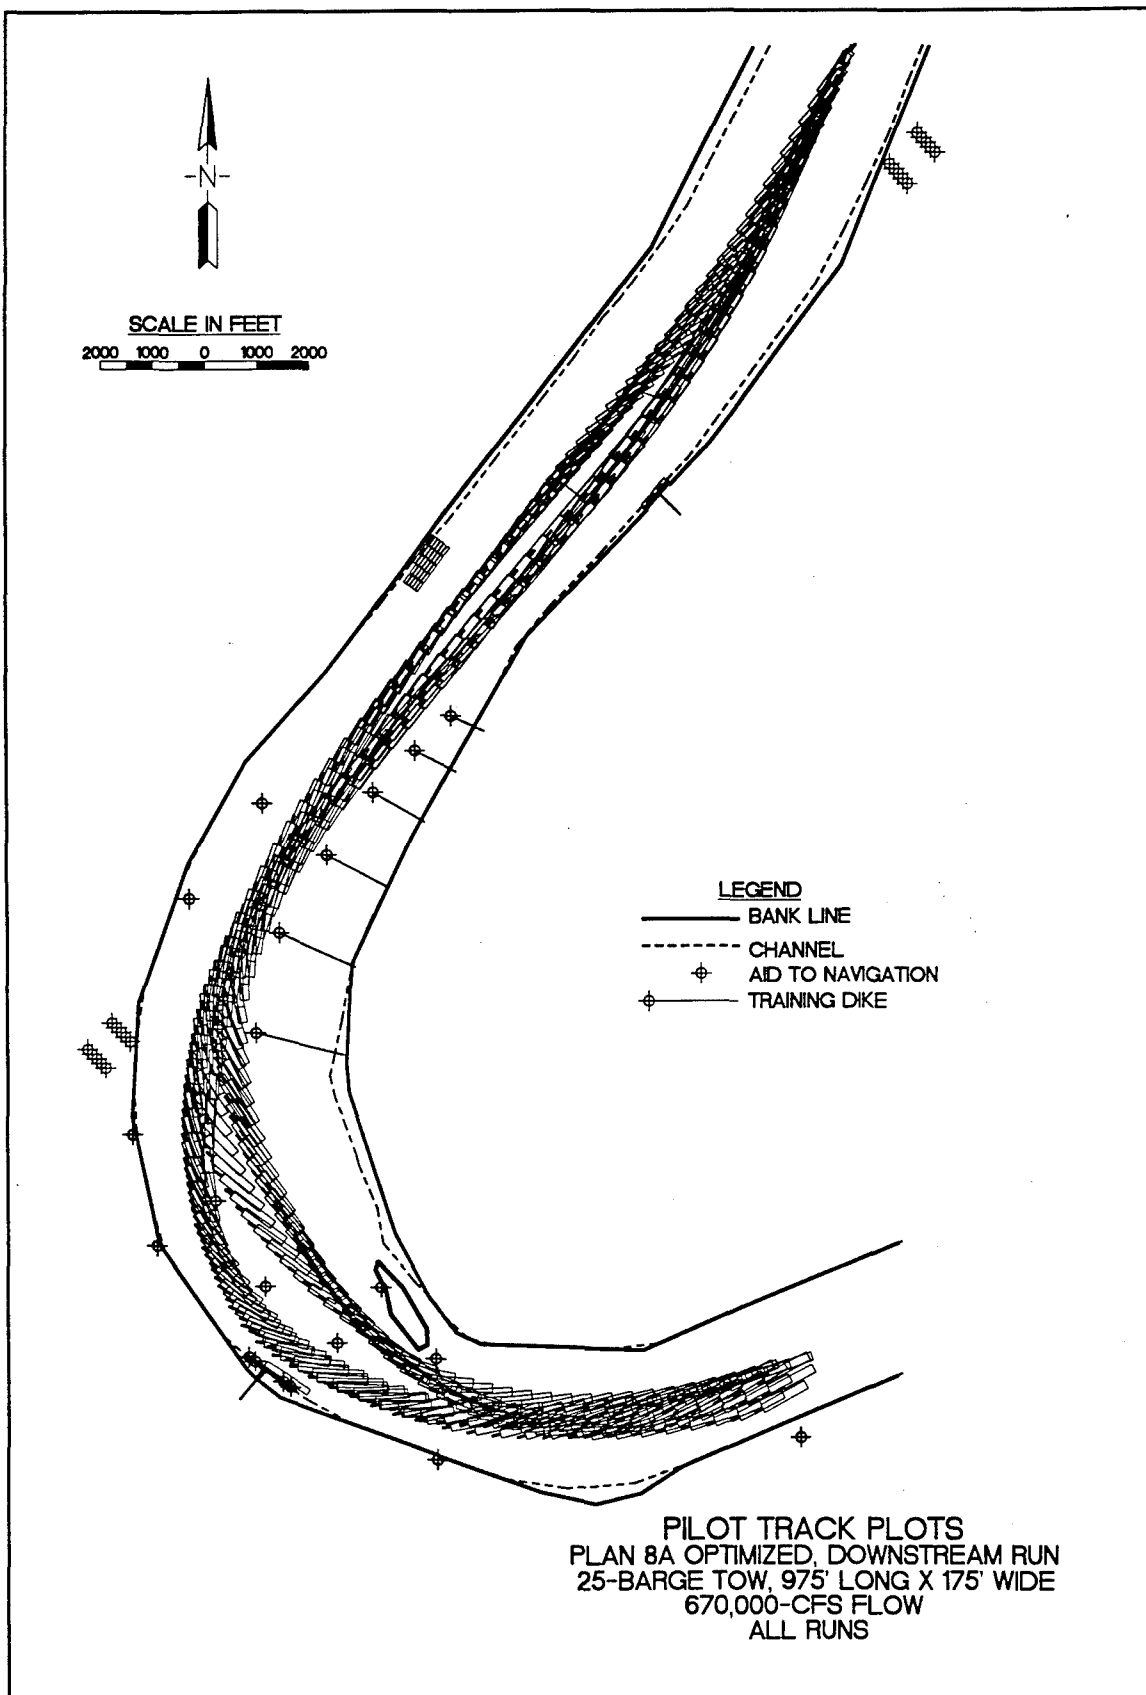 -N-
SCALE IN FEET
2000 1000 0 1000 2000
LEGEND
BANK LINE
CHANNEL
AID TO NAVIGATION
TRAINING DIKE
PILOT TRACK PLOTS
PLAN 8A OPTIMIZED, DOWNSTREAM RUN
25-BARGE TOW, 975' LONG X 175' WIDE
670,000-CFS FLOW
ALL RUNS